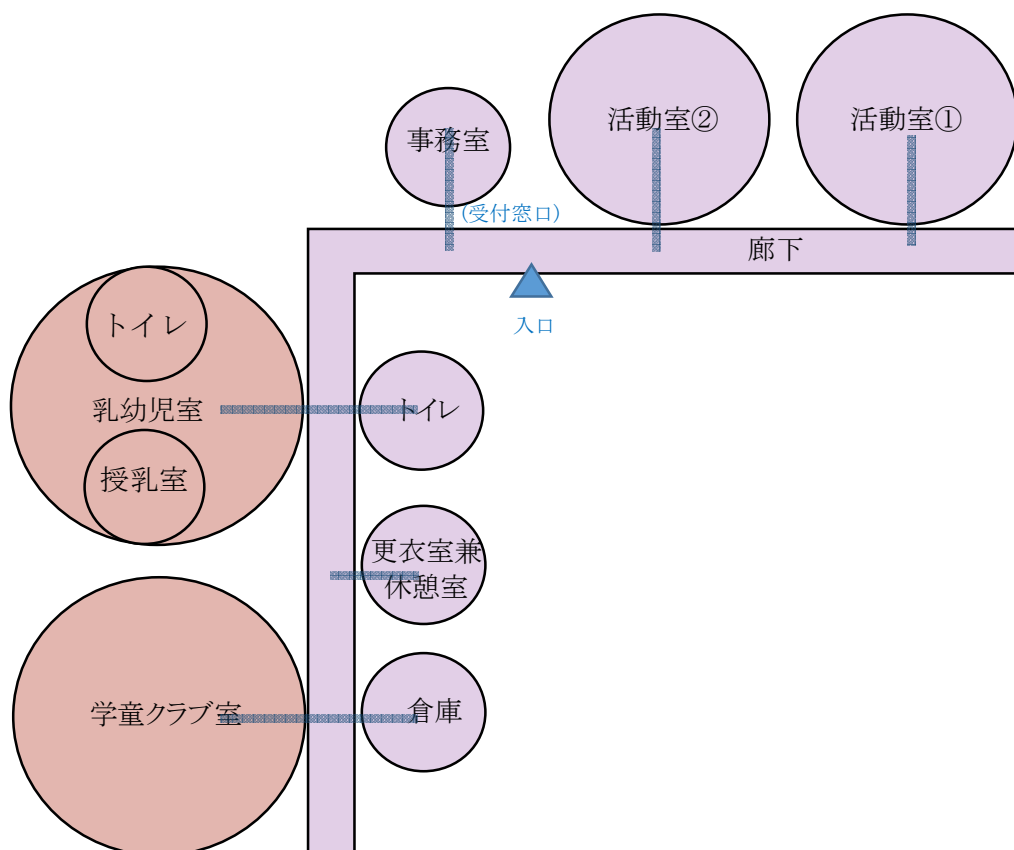 活動室②
活動室①
事務室
(受付窓口)
廊下
入口
トイレ
乳幼児室
トイレ
授乳室
更衣室兼
休憩室
学童クラブ室
倉庫